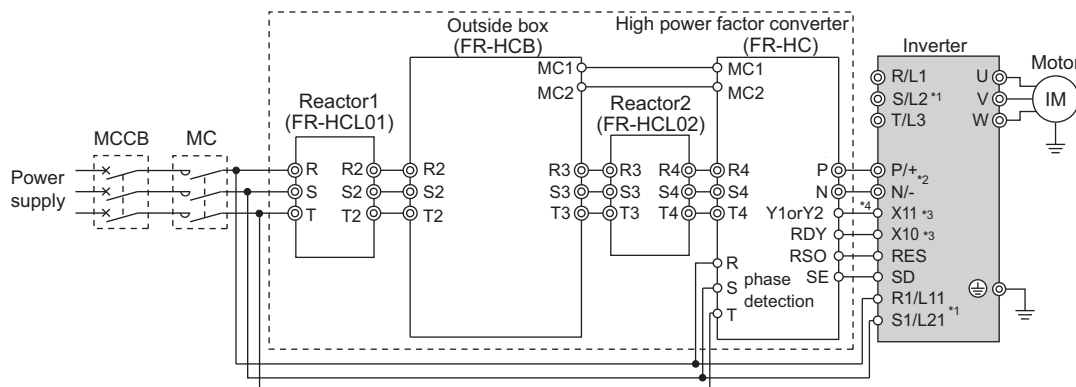 Outside box
(FR-HCB)
High power factor converter
(FR-HC)
Inverter
Motor
MC1
MC1
R/L1
U
MC2
MC2
S/L2 *1
V
IM
Reactor1
(FR-HCL01)
Reactor2
(FR-HCL02)
T/L3
W
MCCB
MC
Power
supply
R
R2
R2
R3
R3
R4
R4
P
P/+
*2
S
S2
S2
S3
S3
S4
S4
N
N/-
T
T2
T2
T3
T3
T4
T4
Y1orY2
*4
X11 *3
RDY
X10 *3
R
RSO
RES
S
phase
detection
SE
SD
T
R1/L11
S1/L21 *1